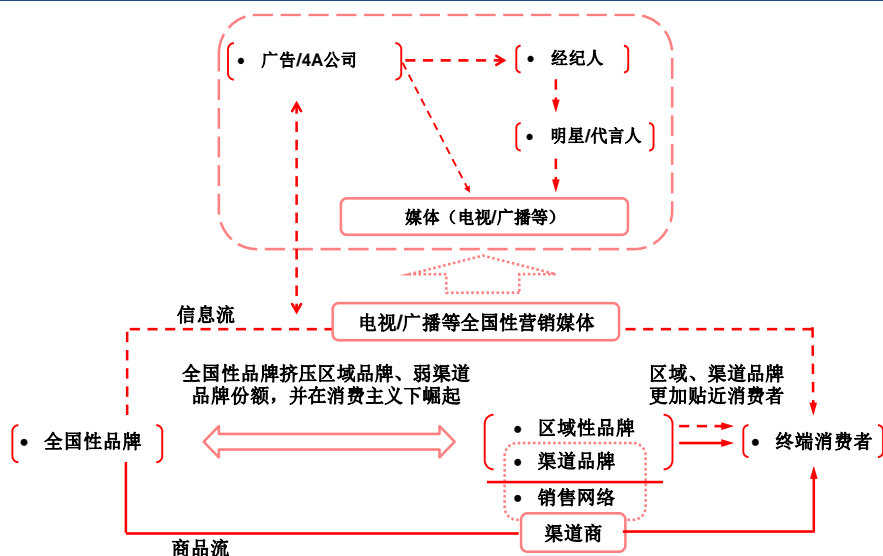 • 广告/4A公司
• 经纪人
• 明星/代言人
媒体（电视/广播等）
信息流
电视/广播等全国性营销媒体
全国性品牌挤压区域品牌、弱渠道
品牌份额，并在消费主义下崛起
区域、渠道品牌
更加贴近消费者
• 全国性品牌
• 区域性品牌
• 渠道品牌
• 销售网络
• 终端消费者
渠道商
商品流